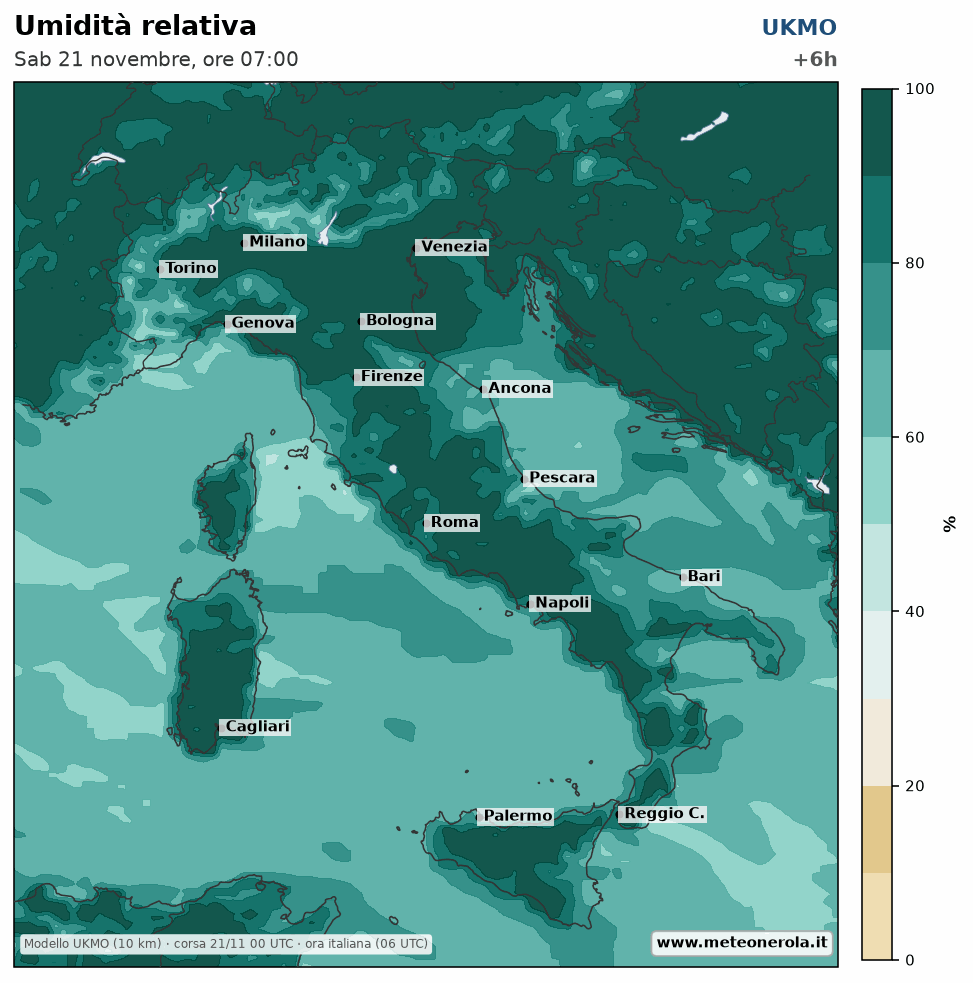 Umidità relativa
UKMO
Sab 21 novembre, ore 07:00
+6h
100
80
60
40
20
0
%
Milano
Venezia
Torino
Genova
Bologna
Firenze
Ancona
Pescara
Roma
Bari
Napoli
Cagliari
Palermo
Reggio C.
Modello UKMO (10 km) · corsa 21/11 00 UTC · ora italiana (06 UTC)
www.meteonerola.it